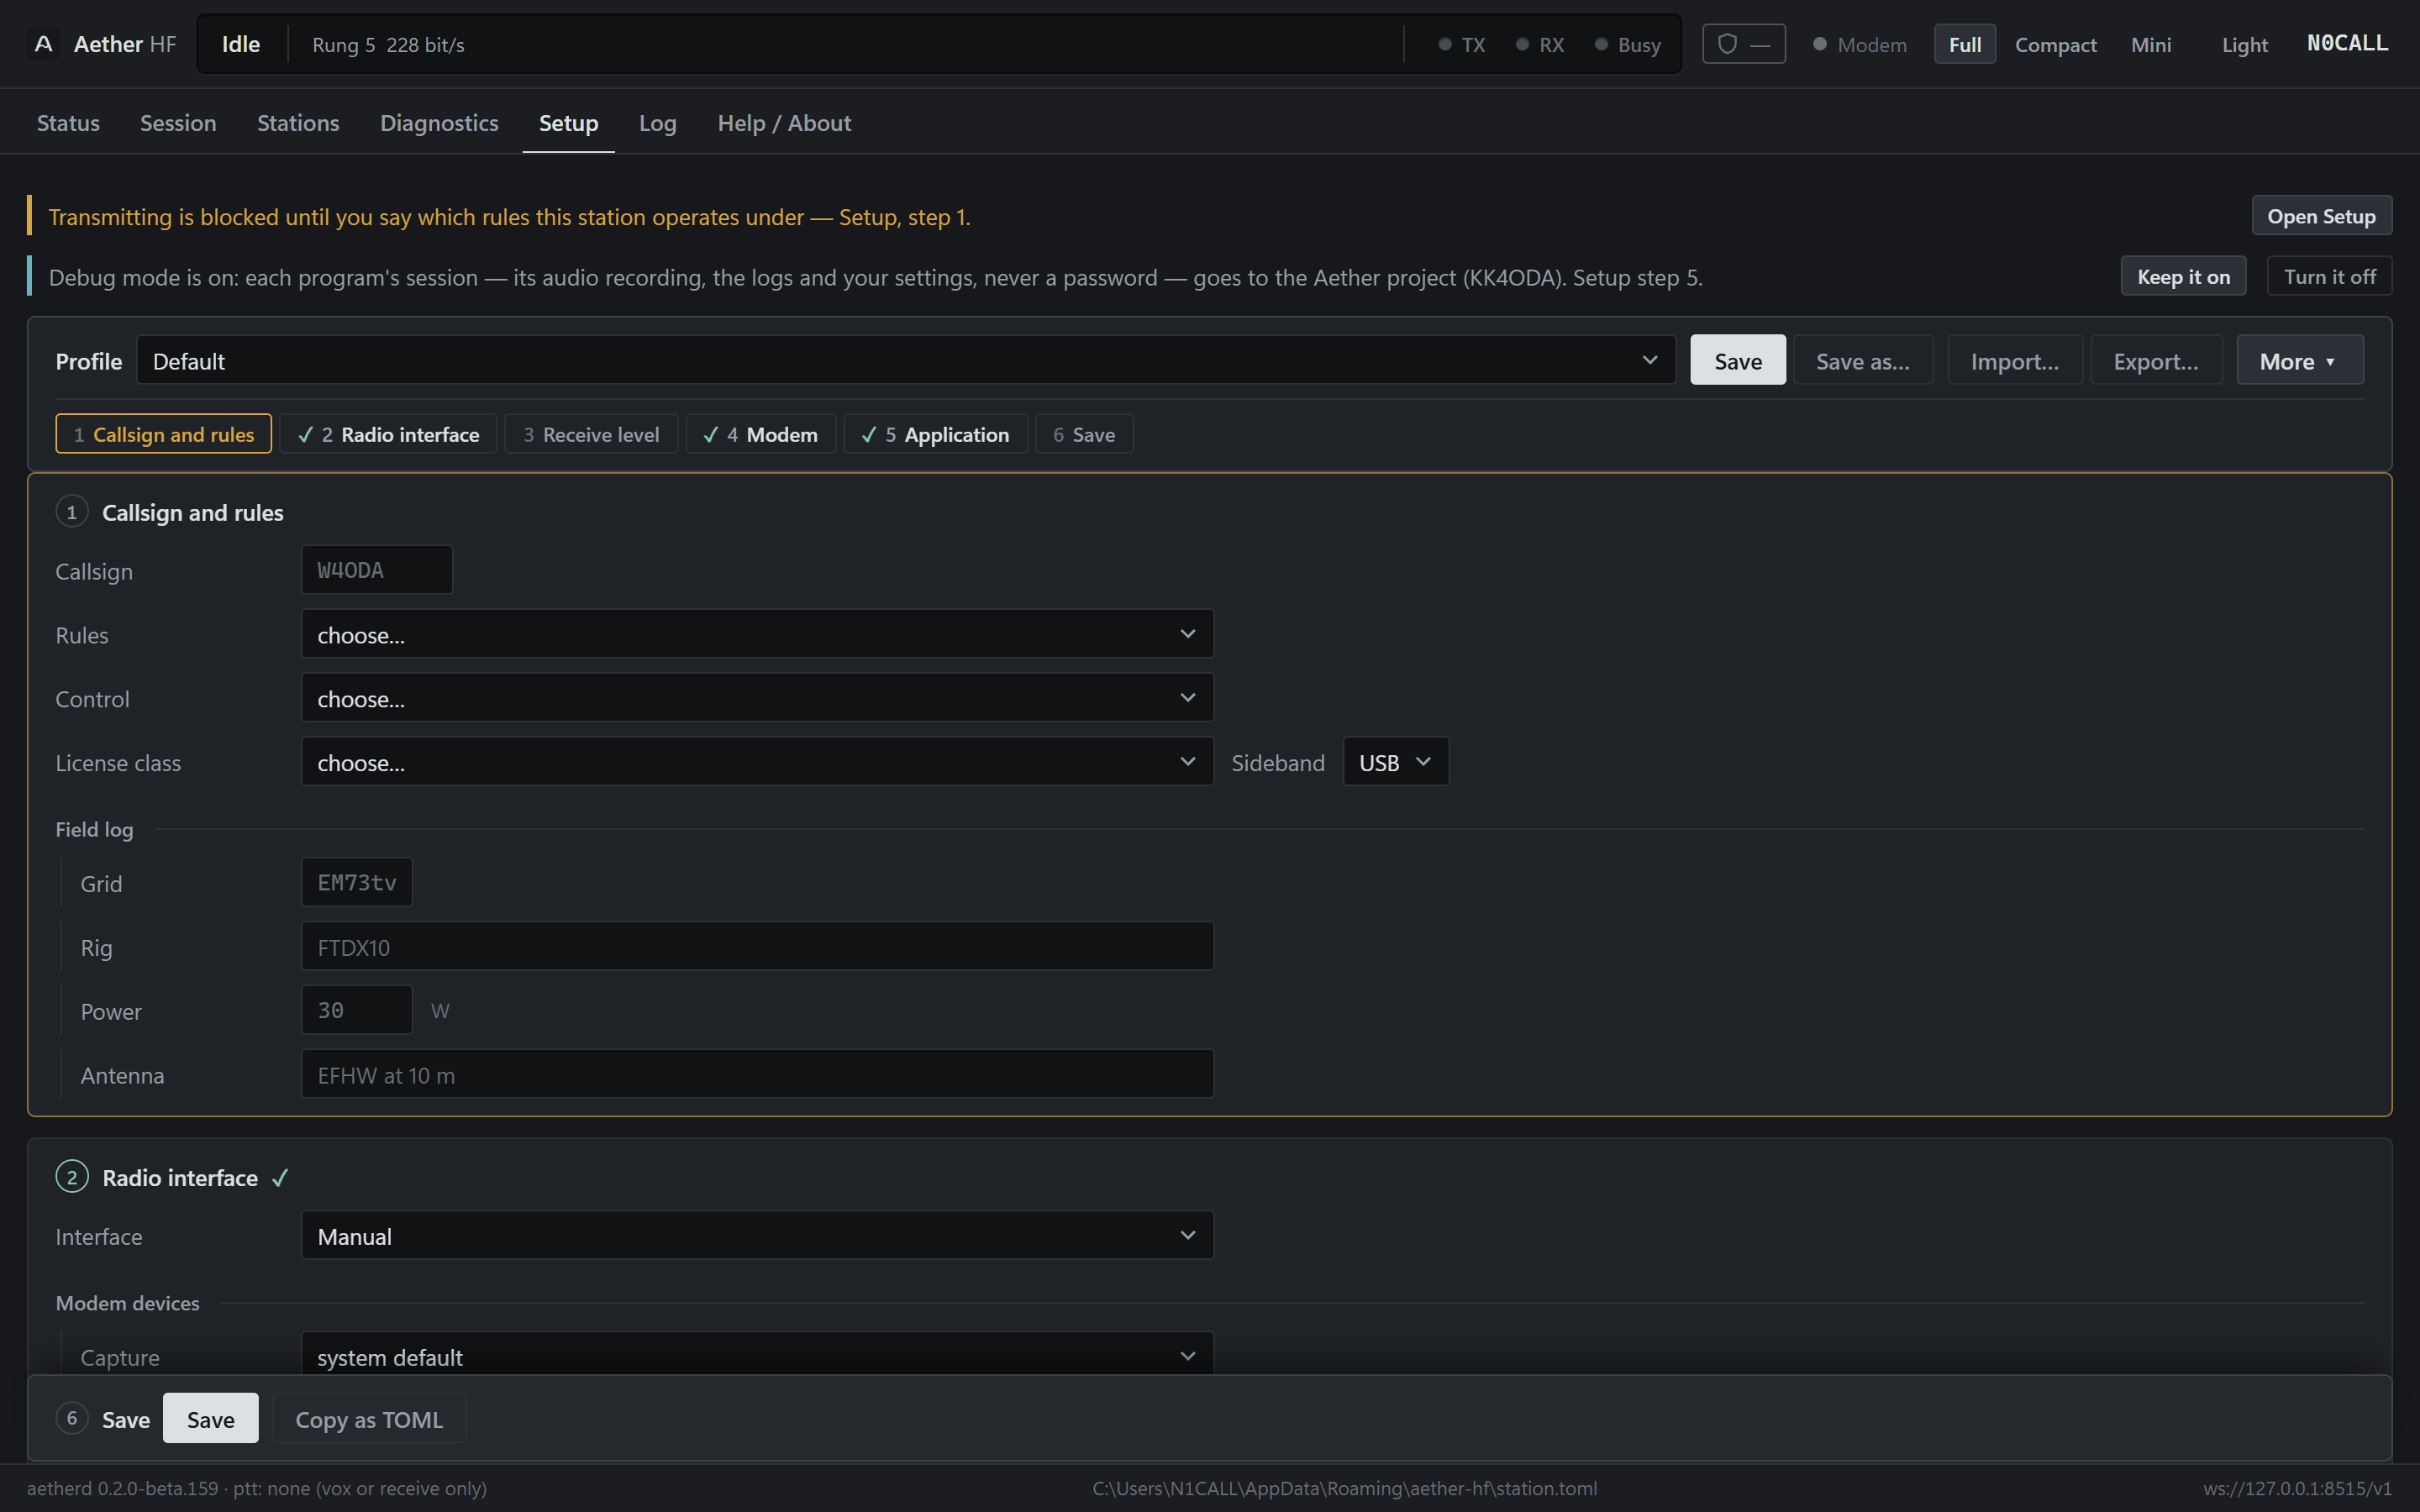 Aether HF Idle Rung 5 228 bit/s TX RX Busy — Modem Full Compact Mini Light N0CALL
Status Session Stations Diagnostics Setup Log Help / About
Transmitting is blocked until you say which rules this station operates under — Setup, step 1. Open Setup
Debug mode is on: each program's session — its audio recording, the logs and your settings, never a password — goes to the Aether project (KK4ODA). Setup step 5. Keep it on Turn it off
Profile Default Save Save as... Import... Export... More ▾
1 Callsign and rules ✓ 2 Radio interface 3 Receive level ✓ 4 Modem ✓ 5 Application 6 Save
1 Callsign and rules
Callsign W4ODA
Rules choose...
Control choose...
License class choose... Sideband USB
Field log
Grid EM73tv
Rig FTDX10
Power 30 W
Antenna EFHW at 10 m
2 Radio interface ✓
Interface Manual
Modem devices
Capture system default
6 Save Save Copy as TOML
aetherd 0.2.0-beta.159 · ptt: none (vox or receive only) C:\Users\N1CALL\AppData\Roaming\aether-hf\station.toml ws://127.0.0.1:8515/v1